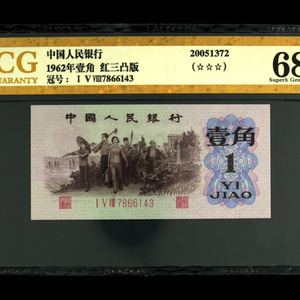 CG
GUARANTY
中国人民银行
1962年壹角 红三凸版
冠号： I V VIII7866143
20051372
(☆☆☆)
68
Superb Gem
中国人民银行
壹角
1
YI
JIAO
I V VIII 7866143